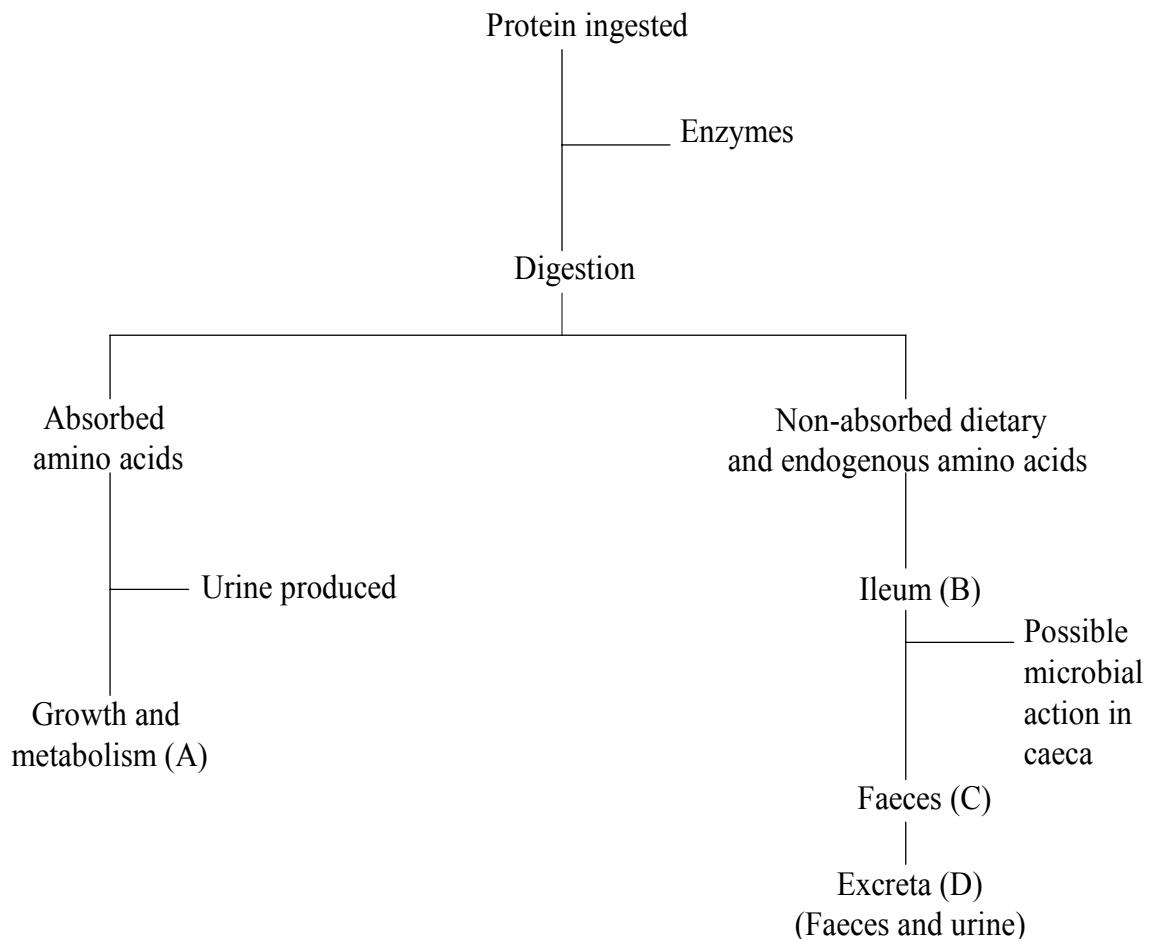 Protein ingested
Enzymes
Digestion
Absorbed
amino acids
Non-absorbed dietary
and endogenous amino acids
Urine produced
Growth and
metabolism (A)
Ileum (B)
Possible
microbial
action in
caeca
Faeces (C)
Excreta (D)
(Faeces and urine)